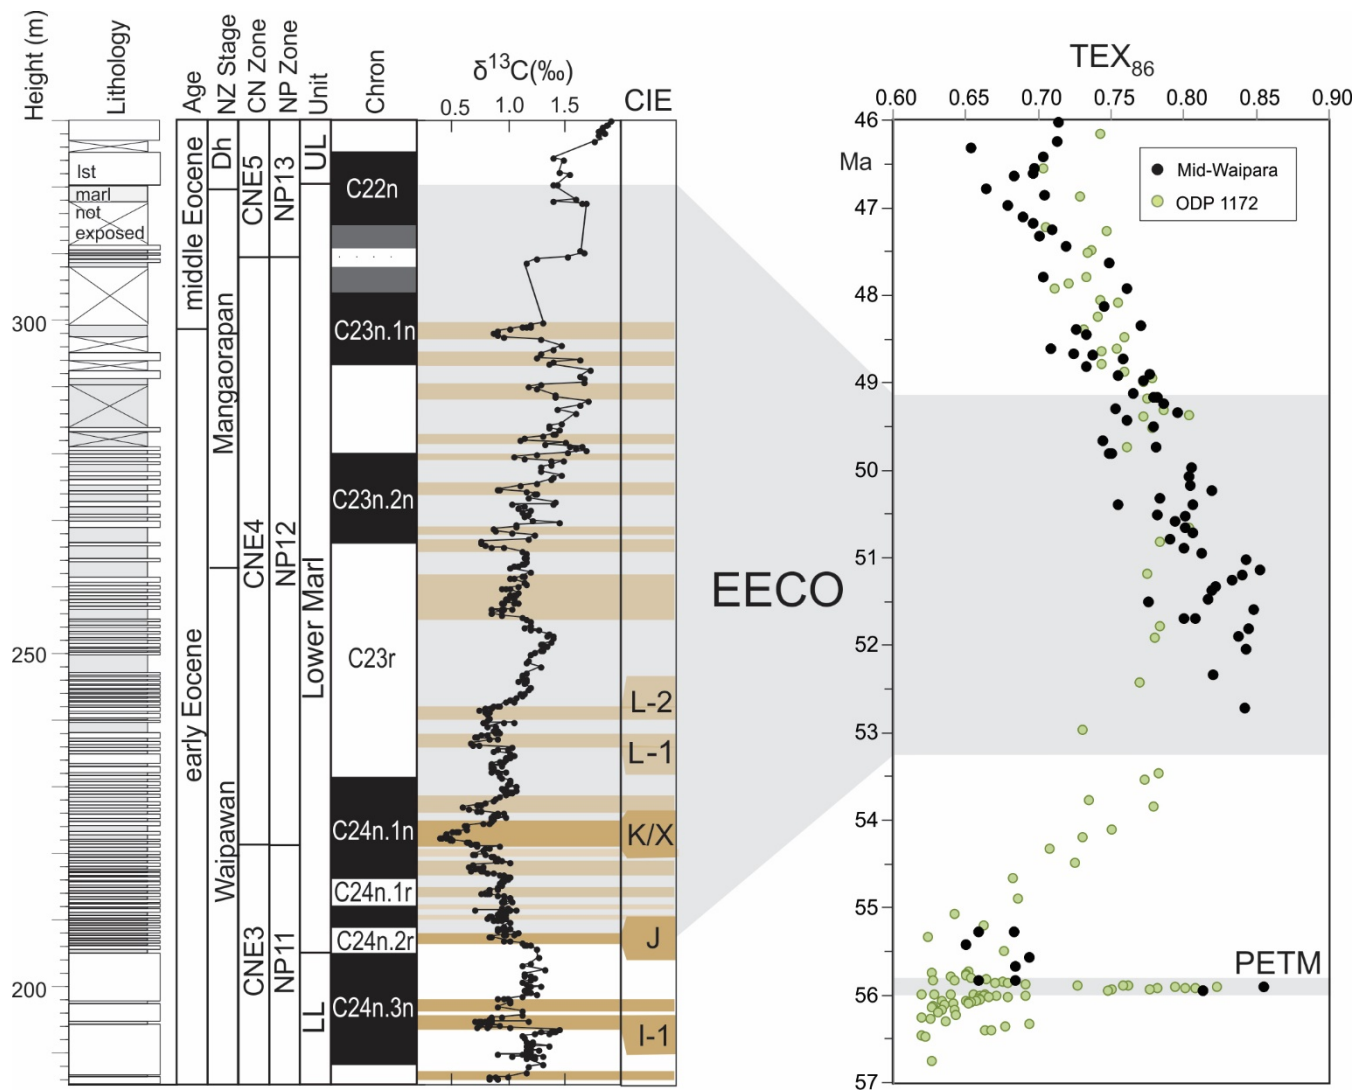 Height (m)
Lithology
Age
NZ Stage
CN Zone
NP Zone
Unit
Chron
δ¹³C(‰)
0.5 1.0 1.5
CIE
300
250
200
lst
marl
not
exposed
middle Eocene
early Eocene
Dh
Mangaorapan
Waipawan
CNE5
CNE4
CNE3
NP13
NP12
NP11
UL
Lower Marl
LL
C22n
C23n.1n
C23n.2n
C23r
C24n.1n
C24n.1r
C24n.2r
C24n.3n
L-2
L-1
K/X
J
I-1
EECO
TEX₈₆
0.60 0.65 0.70 0.75 0.80 0.85 0.90
46
Ma
47
48
49
50
51
52
53
54
55
56
57
Mid-Waipara
ODP 1172
PETM